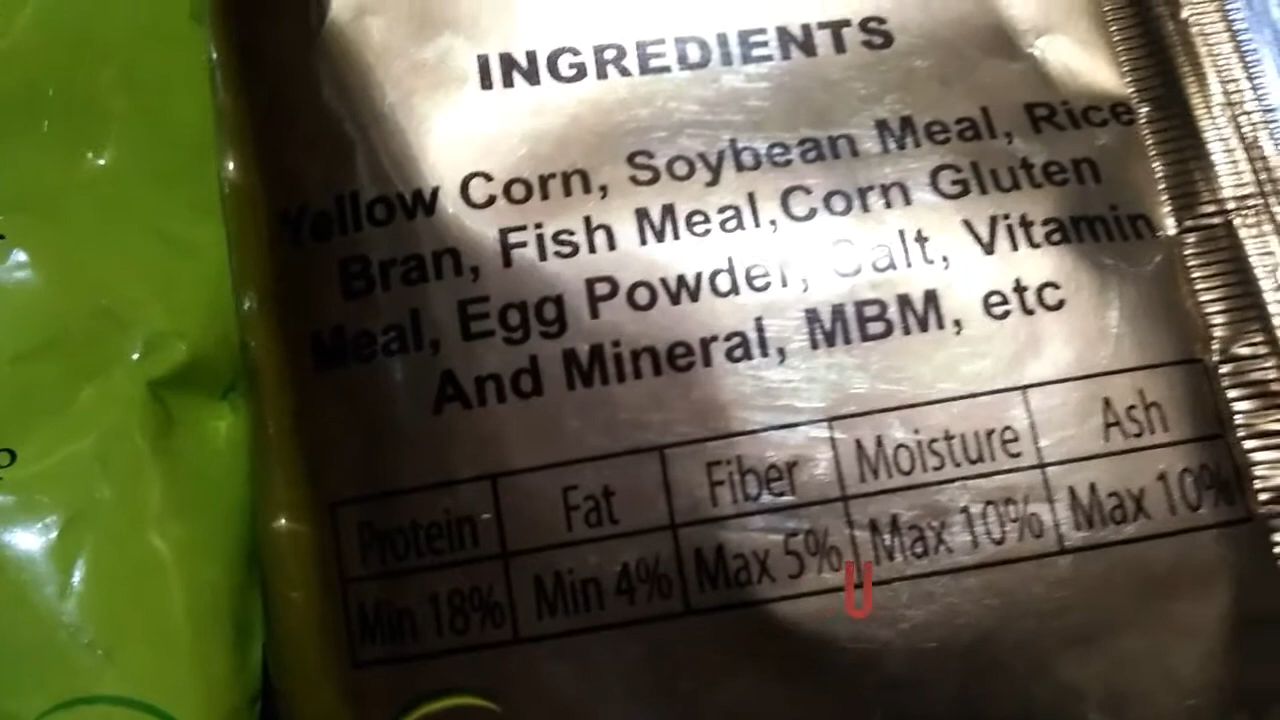 INGREDIENTS
Yellow Corn, Soybean Meal, Rice
Bran, Fish Meal,Corn Gluten
Meal, Egg Powder, Salt, Vitamin
And Mineral, MBM, etc
Protein Fat Fiber Moisture Ash
Min 18% Min 4% Max 5% Max 10% Max 10%
U